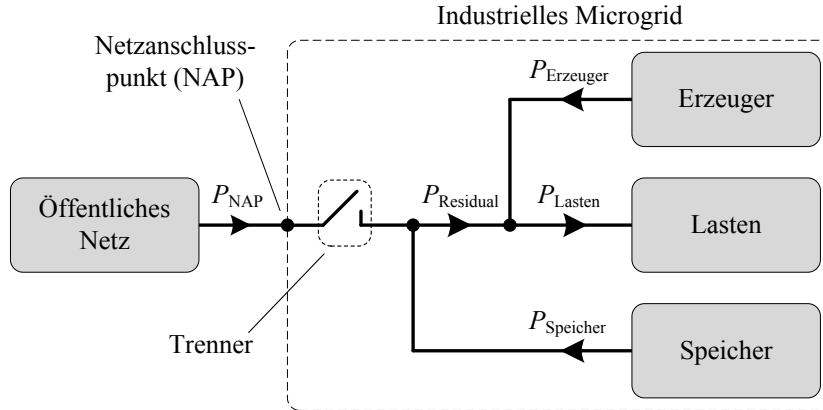 Industrielles Microgrid
Netzanschluss-
punkt (NAP)
P_Erzeuger
Erzeuger
Öffentliches
Netz
P_NAP
P_Residual
P_Lasten
Lasten
Trenner
P_Speicher
Speicher